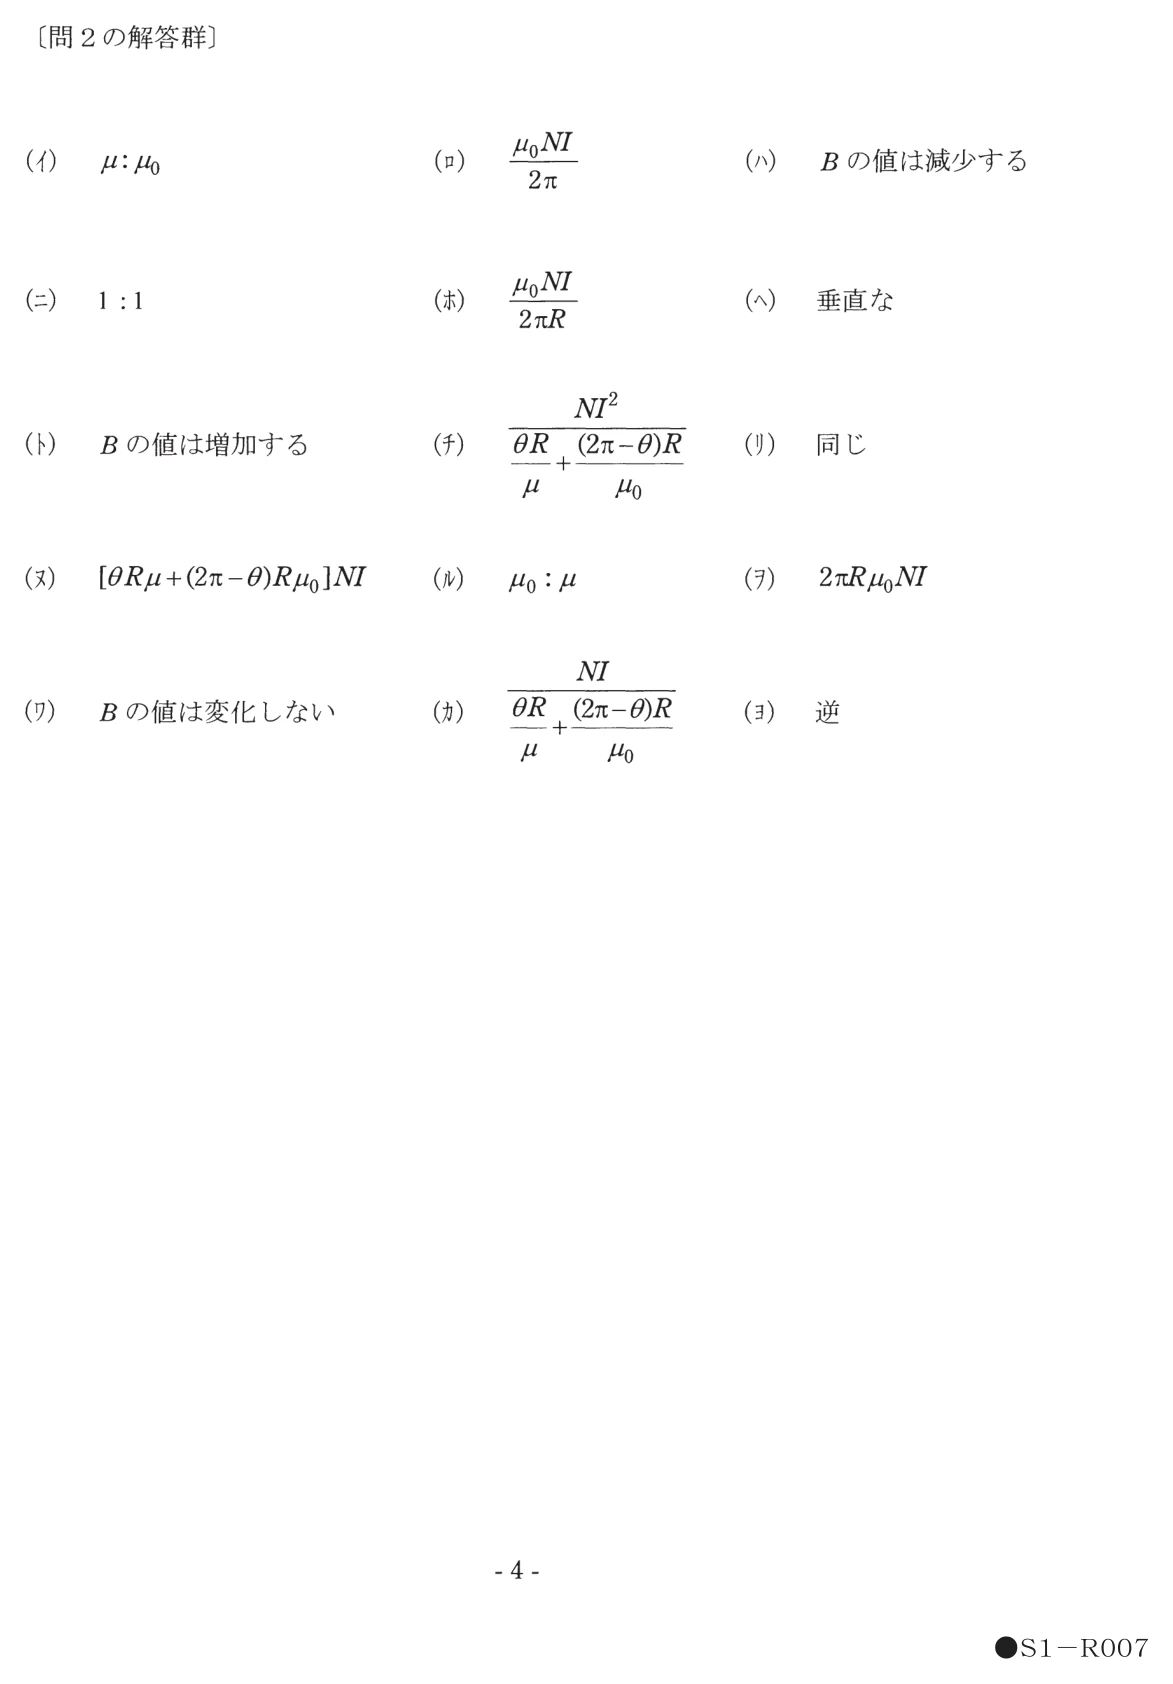 〔問２の解答群〕
(ｲ) μ : μ₀ (ﾛ) μ₀NI / 2π (ﾊ) B の値は減少する
(ﾆ) 1 : 1 (ﾎ) μ₀NI / 2πR (ﾍ) 垂直な
(ﾄ) B の値は増加する (ﾁ) NI² / (θR/μ + (2π−θ)R/μ₀) (ﾘ) 同じ
(ﾇ) [θRμ+(2π−θ)Rμ₀]NI (ﾙ) μ₀ : μ (ｦ) 2πRμ₀NI
(ﾜ) B の値は変化しない (ｶ) NI / (θR/μ + (2π−θ)R/μ₀) (ﾖ) 逆
- 4 -
●S1－R007